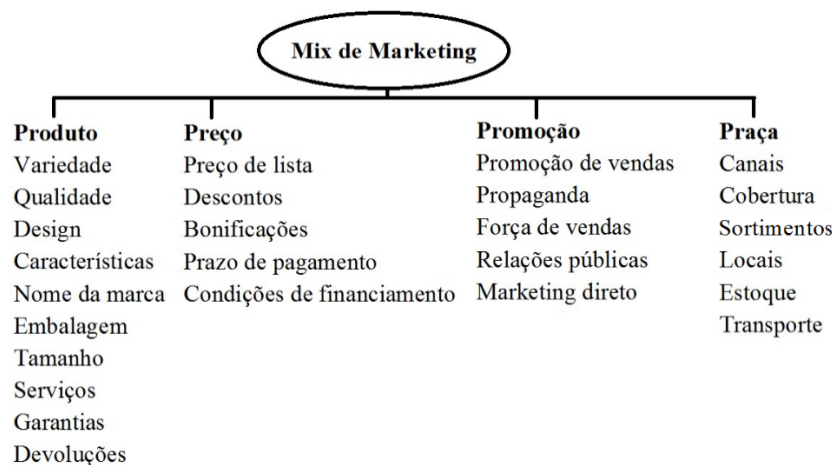 Mix de Marketing
Produto
Variedade
Qualidade
Design
Características
Nome da marca
Embalagem
Tamanho
Serviços
Garantias
Devoluções
Preço
Preço de lista
Descontos
Bonificações
Prazo de pagamento
Condições de financiamento
Promoção
Promoção de vendas
Propaganda
Força de vendas
Relações públicas
Marketing direto
Praça
Canais
Cobertura
Sortimentos
Locais
Estoque
Transporte